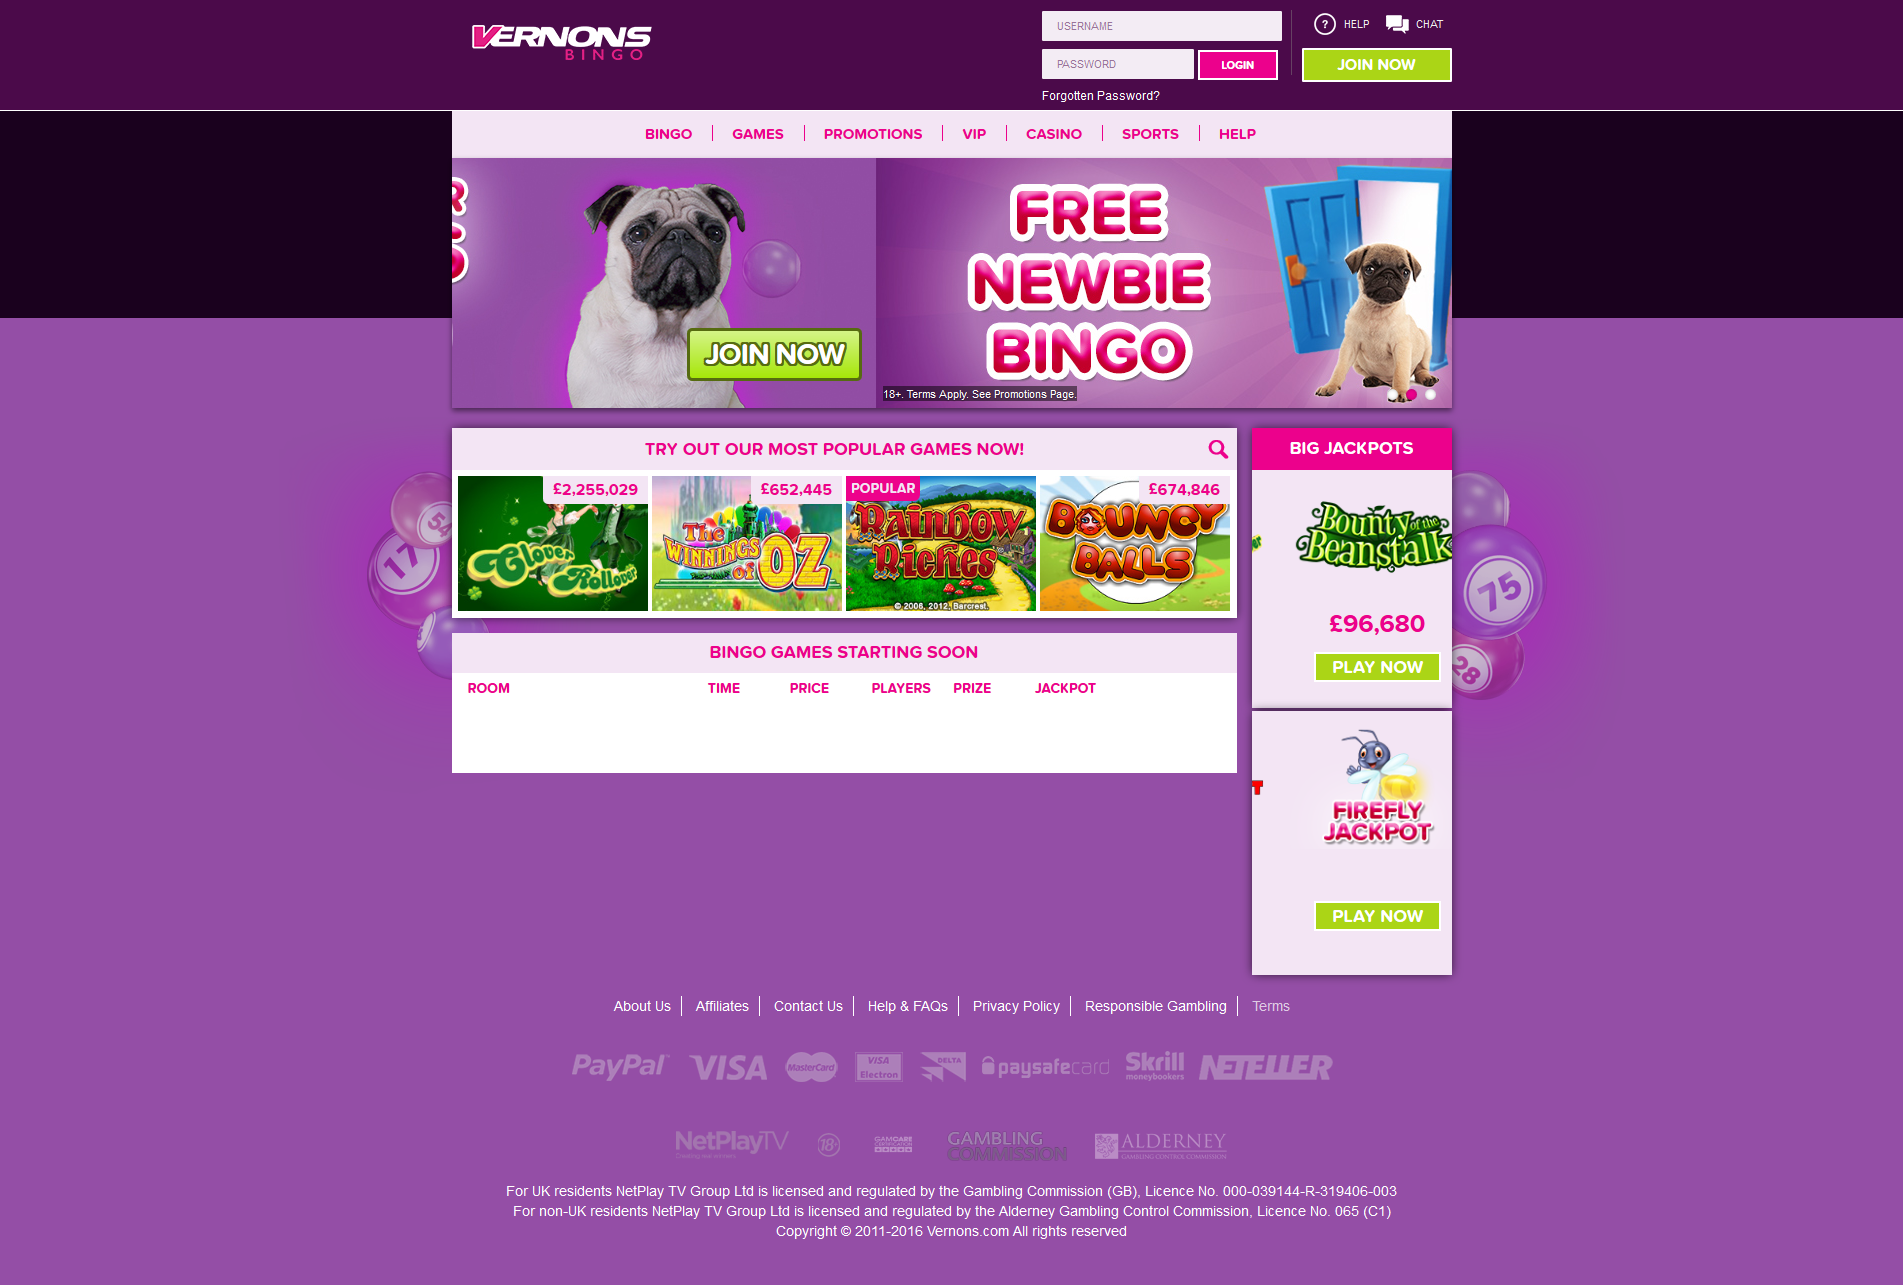 VERNONS
BINGO
USERNAME
PASSWORD
LOGIN
Forgotten Password?
? HELP
CHAT
JOIN NOW
BINGO
GAMES
PROMOTIONS
VIP
CASINO
SPORTS
HELP
JOIN NOW
FREE
NEWBIE
BINGO
18+. Terms Apply. See Promotions Page.
TRY OUT OUR MOST POPULAR GAMES NOW!
£2,255,029
Clover
Rollover
£652,445
The
WINNINGS
of OZ
POPULAR
Rainbow
Riches
© 2006, 2012, Barcrest.
£674,846
BOUNCY
BALLS
BIG JACKPOTS
Bounty of the
Beanstalk
£96,680
PLAY NOW
FIREFLY
JACKPOT
PLAY NOW
54
17
75
28
BINGO GAMES STARTING SOON
ROOM TIME PRICE PLAYERS PRIZE JACKPOT
About Us
Affiliates
Contact Us
Help & FAQs
Privacy Policy
Responsible Gambling
Terms
PayPal
VISA
MasterCard
VISA
Electron
DELTA
paysafecard
Skrill
moneybookers
NETELLER
NetPlayTV
18+
GAMCARE
CERTIFICATION
GAMBLING
COMMISSION
ALDERNEY
GAMBLING CONTROL COMMISSION
For UK residents NetPlay TV Group Ltd is licensed and regulated by the Gambling Commission (GB), Licence No. 000-039144-R-319406-003
For non-UK residents NetPlay TV Group Ltd is licensed and regulated by the Alderney Gambling Control Commission, Licence No. 065 (C1)
Copyright © 2011-2016 Vernons.com All rights reserved